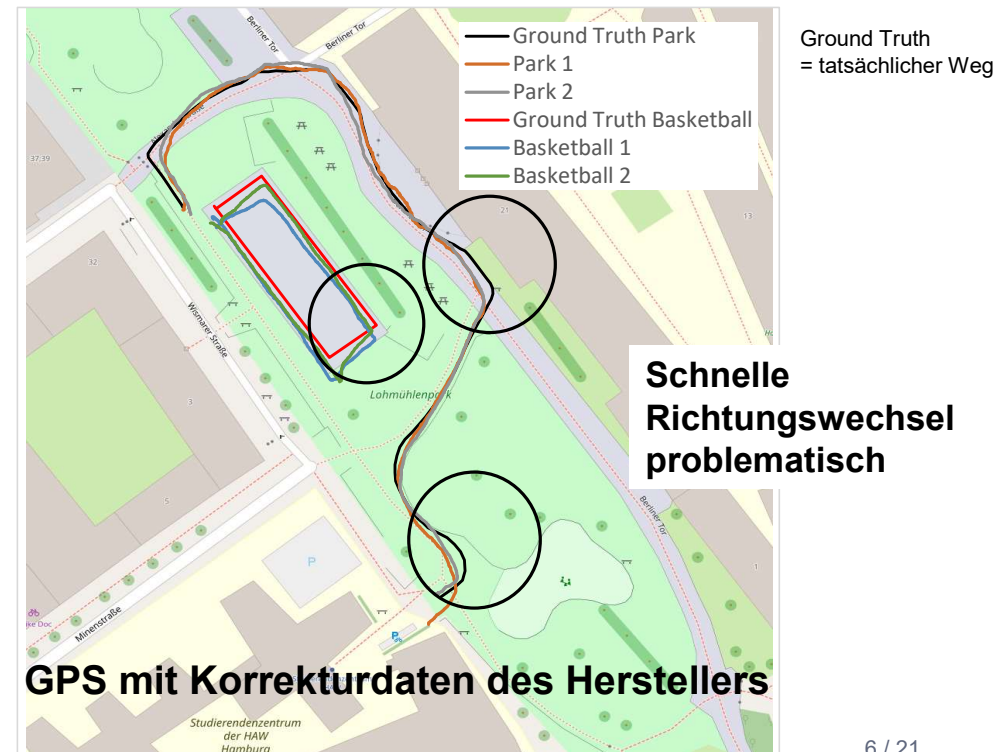 Berliner Tor
Berliner Tor
Ground Truth Park
Park 1
Park 2
Ground Truth Basketball
Basketball 1
Basketball 2
Ground Truth
= tatsächlicher Weg
37;39
21
13
32
Wismarer Straße
3
Lohmühlenpark
Schnelle
Richtungswechsel
problematisch
5
P
Berliner Tor
1
Minenstraße
P
GPS mit Korrekturdaten des Herstellers
Studierendenzentrum
der HAW
Hamburg
6 / 21